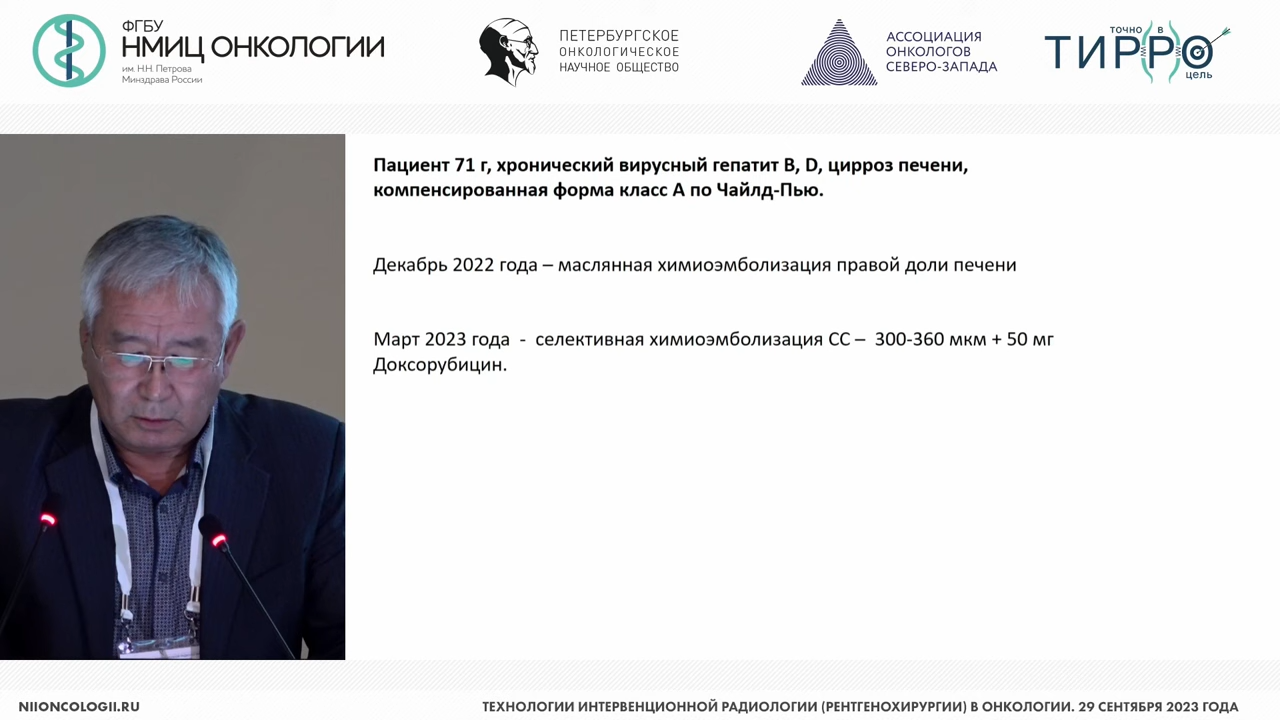 ФГБУ
НМИЦ ОНКОЛОГИИ
им. Н.Н. Петрова
Минздрава России
ПЕТЕРБУРГСКОЕ
ОНКОЛОГИЧЕСКОЕ
НАУЧНОЕ ОБЩЕСТВО
АССОЦИАЦИЯ
ОНКОЛОГОВ
СЕВЕРО-ЗАПАДА
ТОЧНО В
ТИРРО
цель
Пациент 71 г, хронический вирусный гепатит B, D, цирроз печени,
компенсированная форма класс А по Чайлд-Пью.
Декабрь 2022 года – маслянная химиоэмболизация правой доли печени
Март 2023 года - селективная химиоэмболизация СС – 300-360 мкм + 50 мг
Доксорубицин.
NIIONCOLOGII.RU
ТЕХНОЛОГИИ ИНТЕРВЕНЦИОННОЙ РАДИОЛОГИИ (РЕНТГЕНОХИРУРГИИ) В ОНКОЛОГИИ. 29 СЕНТЯБРЯ 2023 ГОДА